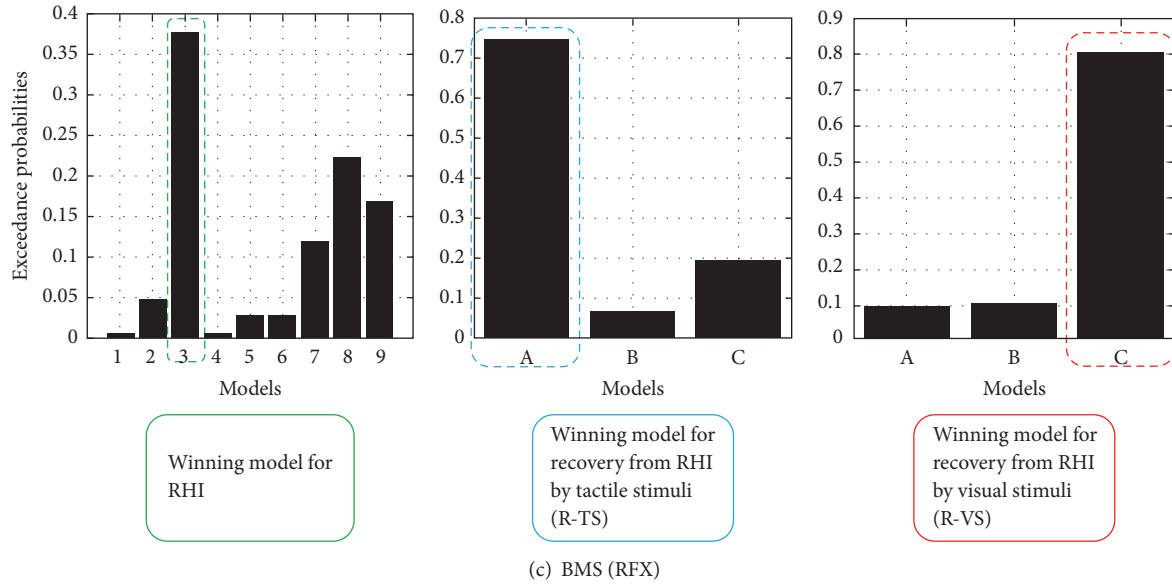 Exceedance probabilities
0.4
0.35
0.3
0.25
0.2
0.15
0.1
0.05
0
1 2 3 4 5 6 7 8 9
Models
Winning model for
RHI
0.8
0.7
0.6
0.5
0.4
0.3
0.2
0.1
0
A B C
Models
Winning model for
recovery from RHI
by tactile stimuli
(R-TS)
0.9
0.8
0.7
0.6
0.5
0.4
0.3
0.2
0.1
0
A B C
Models
Winning model for
recovery from RHI
by visual stimuli
(R-VS)
(c) BMS (RFX)